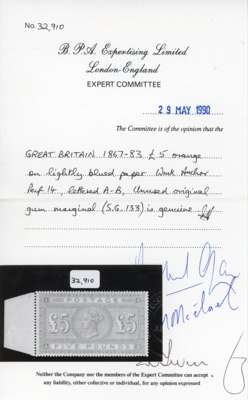 No. 32,910
B. P. A. Expertising Limited
London-England
EXPERT COMMITTEE
29 MAY 1990
The Committee is of the opinion that the
GREAT BRITAIN 1867-83 £5 orange
on lightly blued paper Wmk Anchor
Perf 14, lettered A-B, Unused original
gum marginal (S.G. 133) is genuine
32,910
POSTAGE
£5 £5
FIVE POUNDS
Neither the Company nor the members of the Expert Committee can accept
any liability, either collective or individual, for any opinion expressed